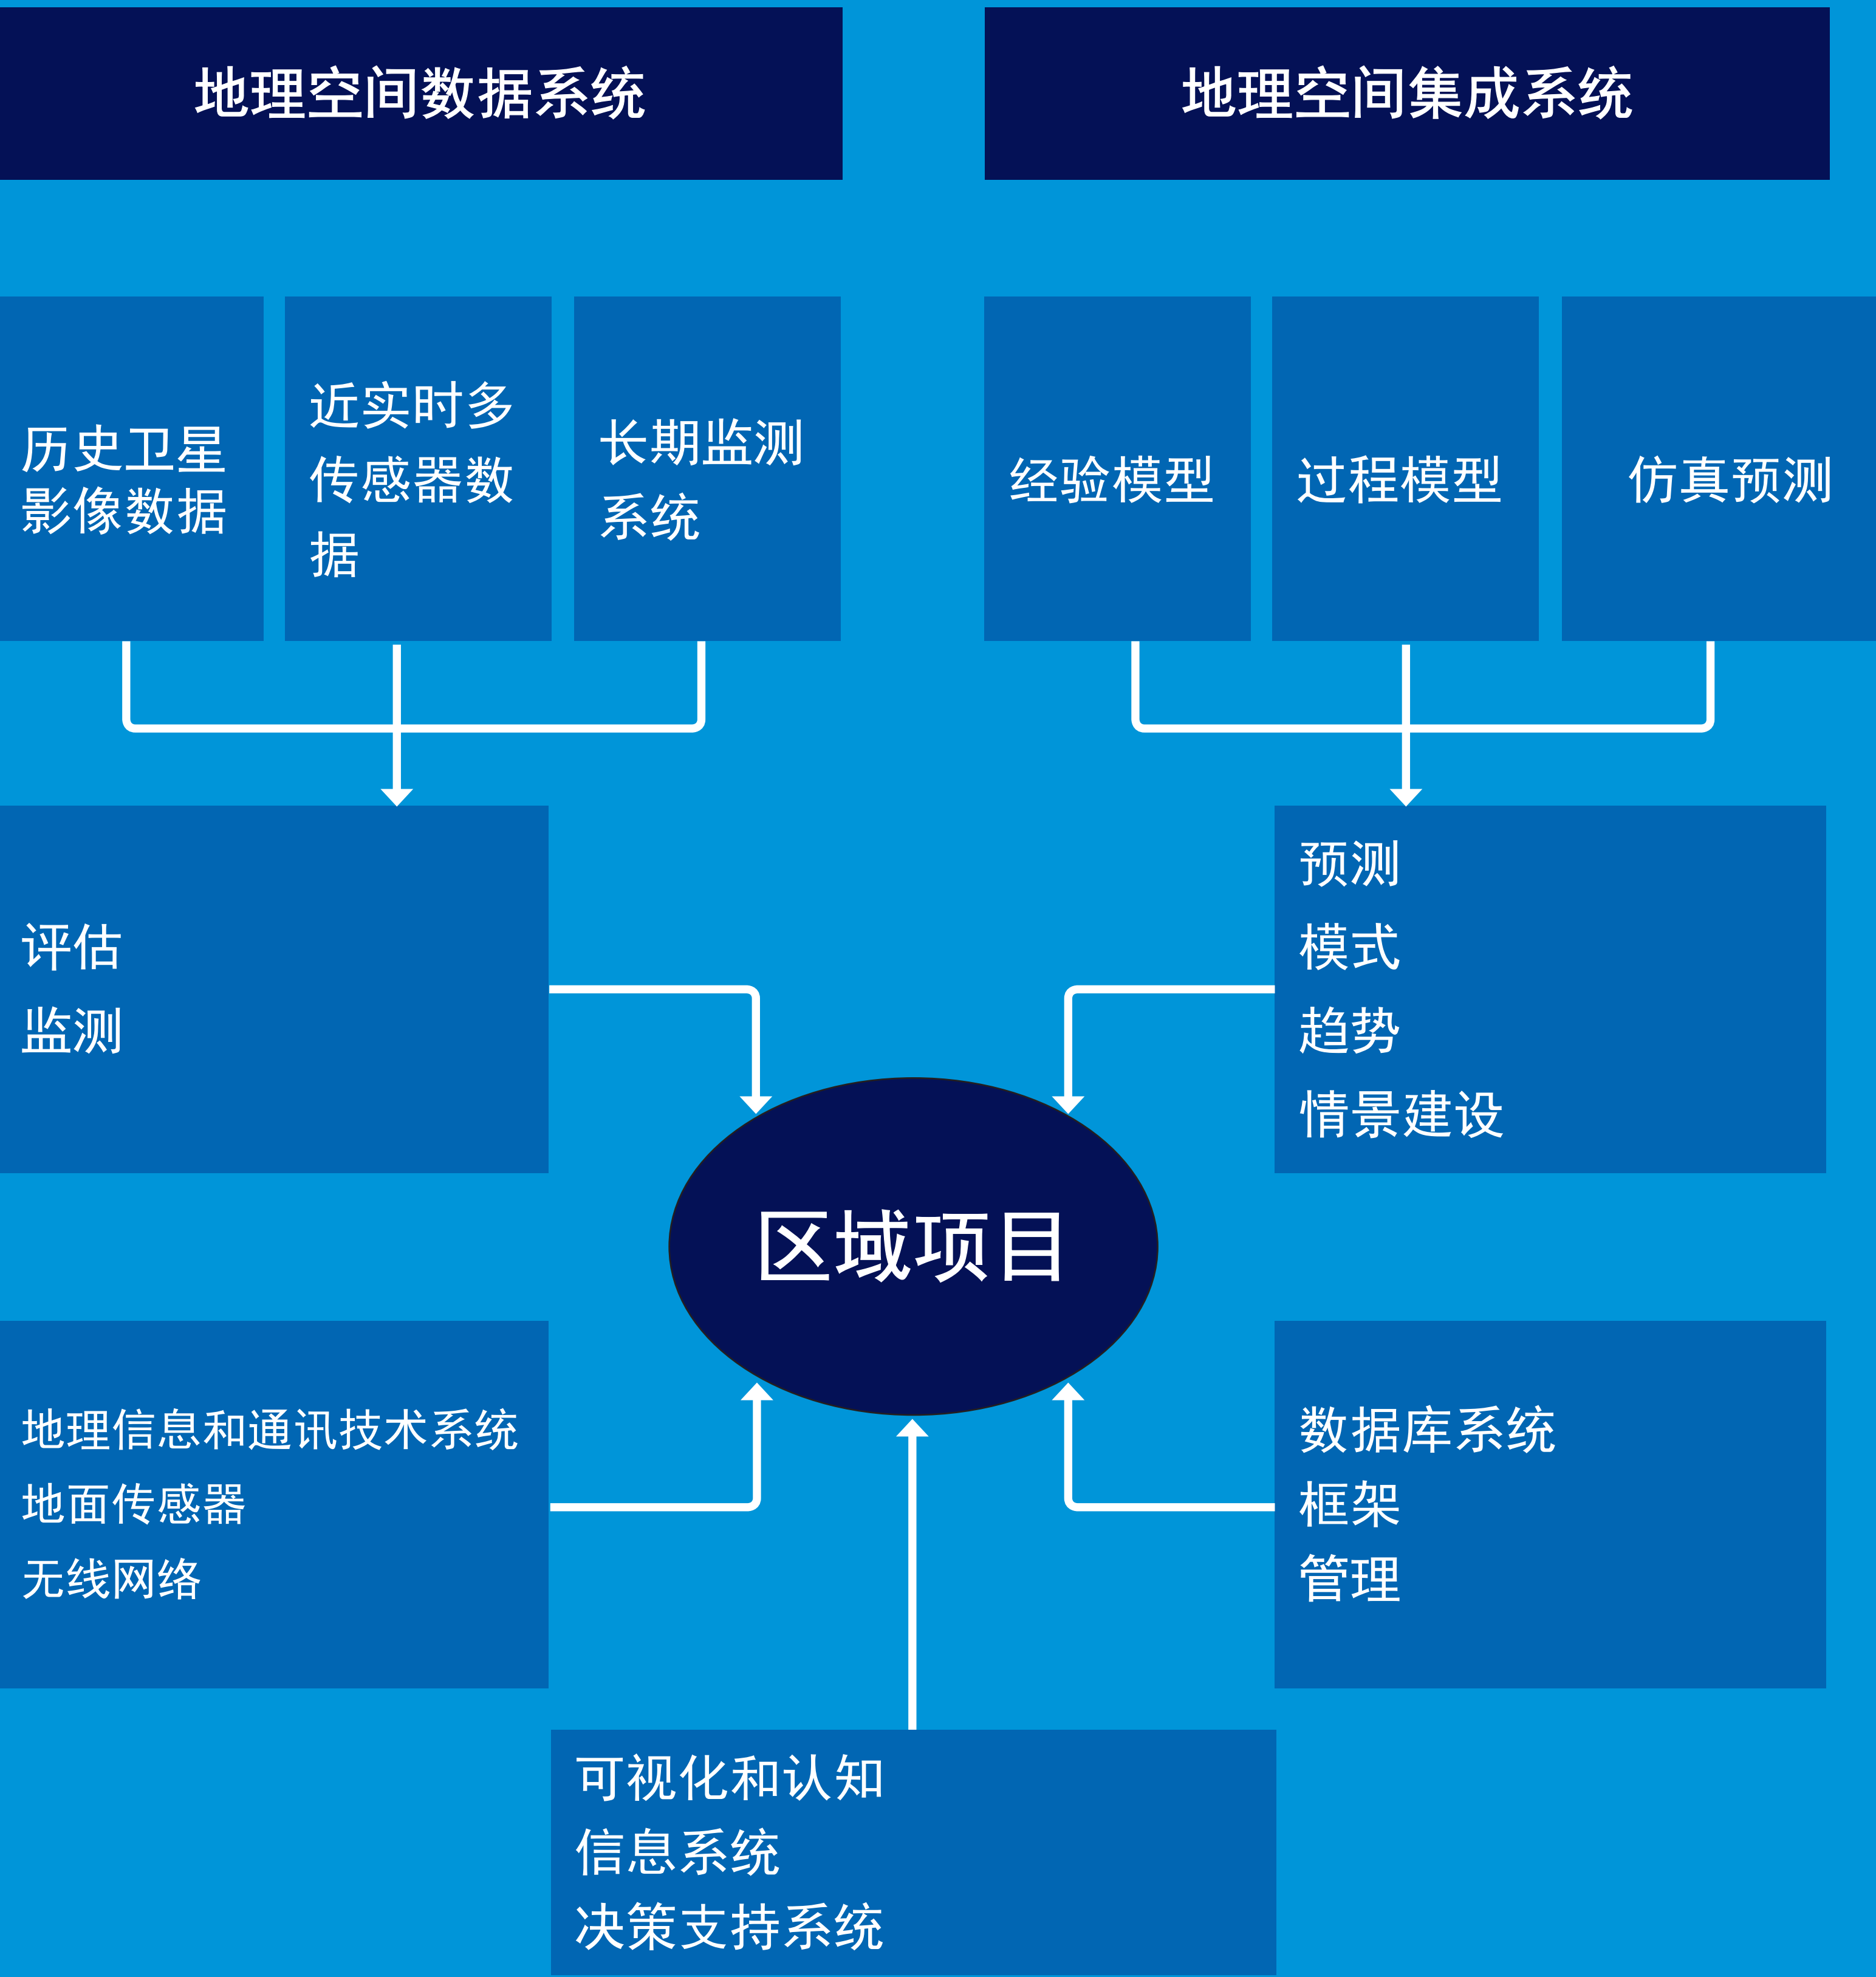 地理空间数据系统
地理空间集成系统
历史卫星
影像数据
近实时多
传感器数
据
长期监测
系统
经验模型
过程模型
仿真预测
评估
监测
预测
模式
趋势
情景建设
区域项目
地理信息和通讯技术系统
地面传感器
无线网络
数据库系统
框架
管理
可视化和认知
信息系统
决策支持系统